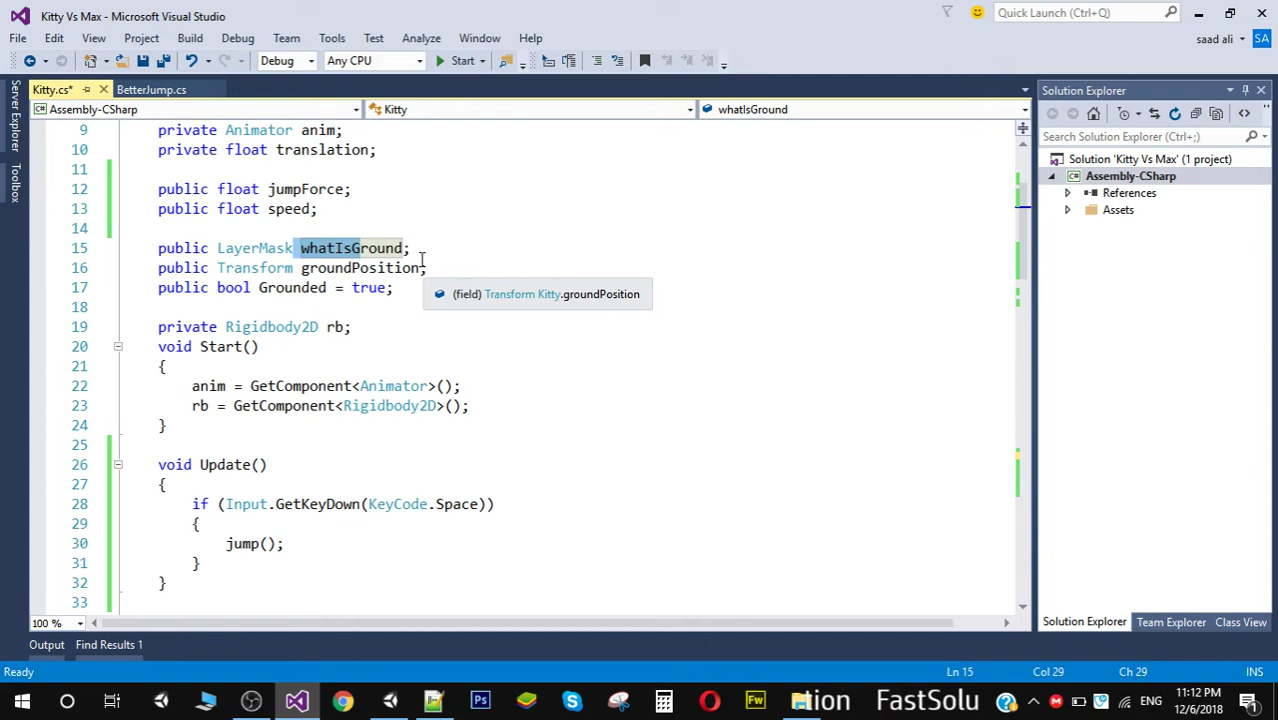 Kitty Vs Max - Microsoft Visual Studio
Quick Launch (Ctrl+Q)
File Edit View Project Build Debug Team Tools Test Analyze Window Help
saad ali SA
Debug Any CPU Start
Server Explorer
Toolbox
Kitty.cs* BetterJump.cs
Assembly-CSharp Kitty whatIsGround
9 private Animator anim;
10 private float translation;
11
12 public float jumpForce;
13 public float speed;
14
15 public LayerMask whatIsGround;
16 public Transform groundPosition;
17 public bool Grounded = true;
(field) Transform Kitty.groundPosition
18
19 private Rigidbody2D rb;
20 void Start()
21 {
22 anim = GetComponent<Animator>();
23 rb = GetComponent<Rigidbody2D>();
24 }
25
26 void Update()
27 {
28 if (Input.GetKeyDown(KeyCode.Space))
29 {
30 jump();
31 }
32 }
33
100 %
Solution Explorer
Search Solution Explorer (Ctrl+;)
Solution 'Kitty Vs Max' (1 project)
Assembly-CSharp
References
Assets
Solution Explorer Team Explorer Class View
Output Find Results 1
Ready Ln 15 Col 29 Ch 29 INS
Ps Fw tion FastSolu ENG
11:12 PM
12/6/2018